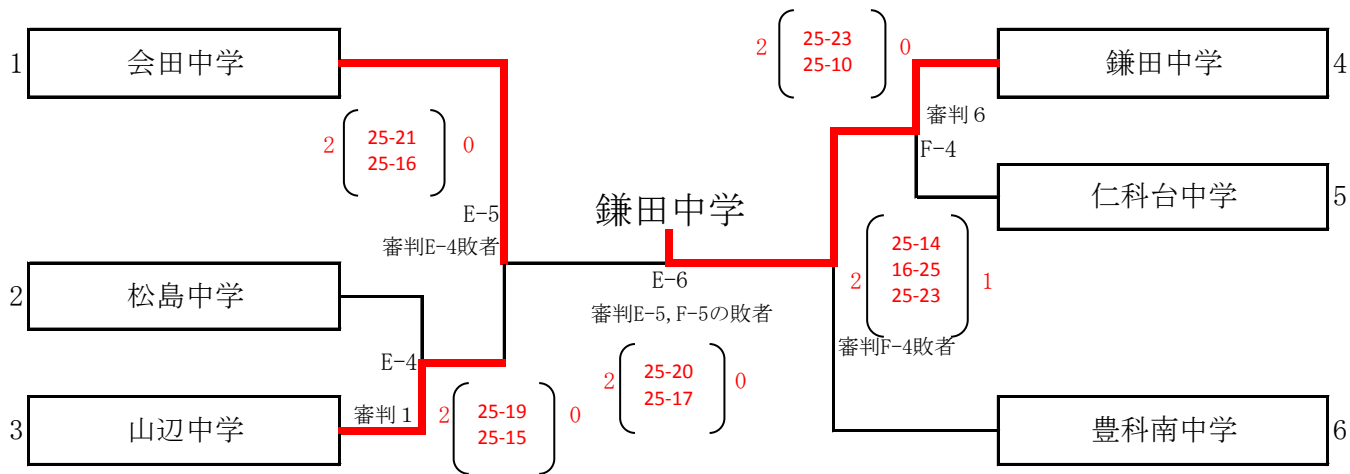 1
会田中学
2
25-21
25-16
0
E-5
審判E-4敗者
2
松島中学
E-4
3
山辺中学
審判1
2
25-19
25-15
0
鎌田中学
E-6
審判E-5,F-5の敗者
2
25-20
25-17
0
2
25-23
25-10
0
鎌田中学
4
審判6
F-4
仁科台中学
5
2
25-14
16-25
25-23
1
審判F-4敗者
豊科南中学
6